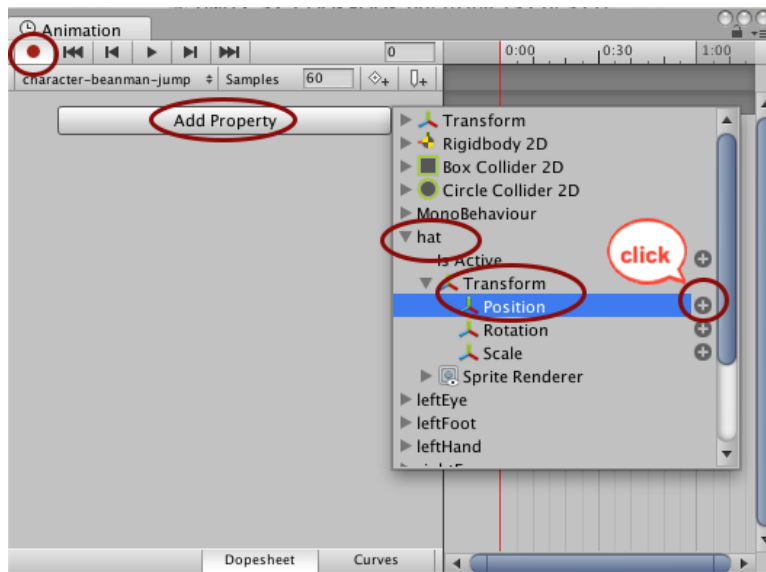 Animation
0 0:00 0:30 1:00
character-beanman-jump Samples 60
Add Property
Transform
Rigidbody 2D
Box Collider 2D
Circle Collider 2D
MonoBehaviour
hat
Is Active
click
Transform
Position
Rotation
Scale
Sprite Renderer
leftEye
leftFoot
leftHand
Dopesheet Curves